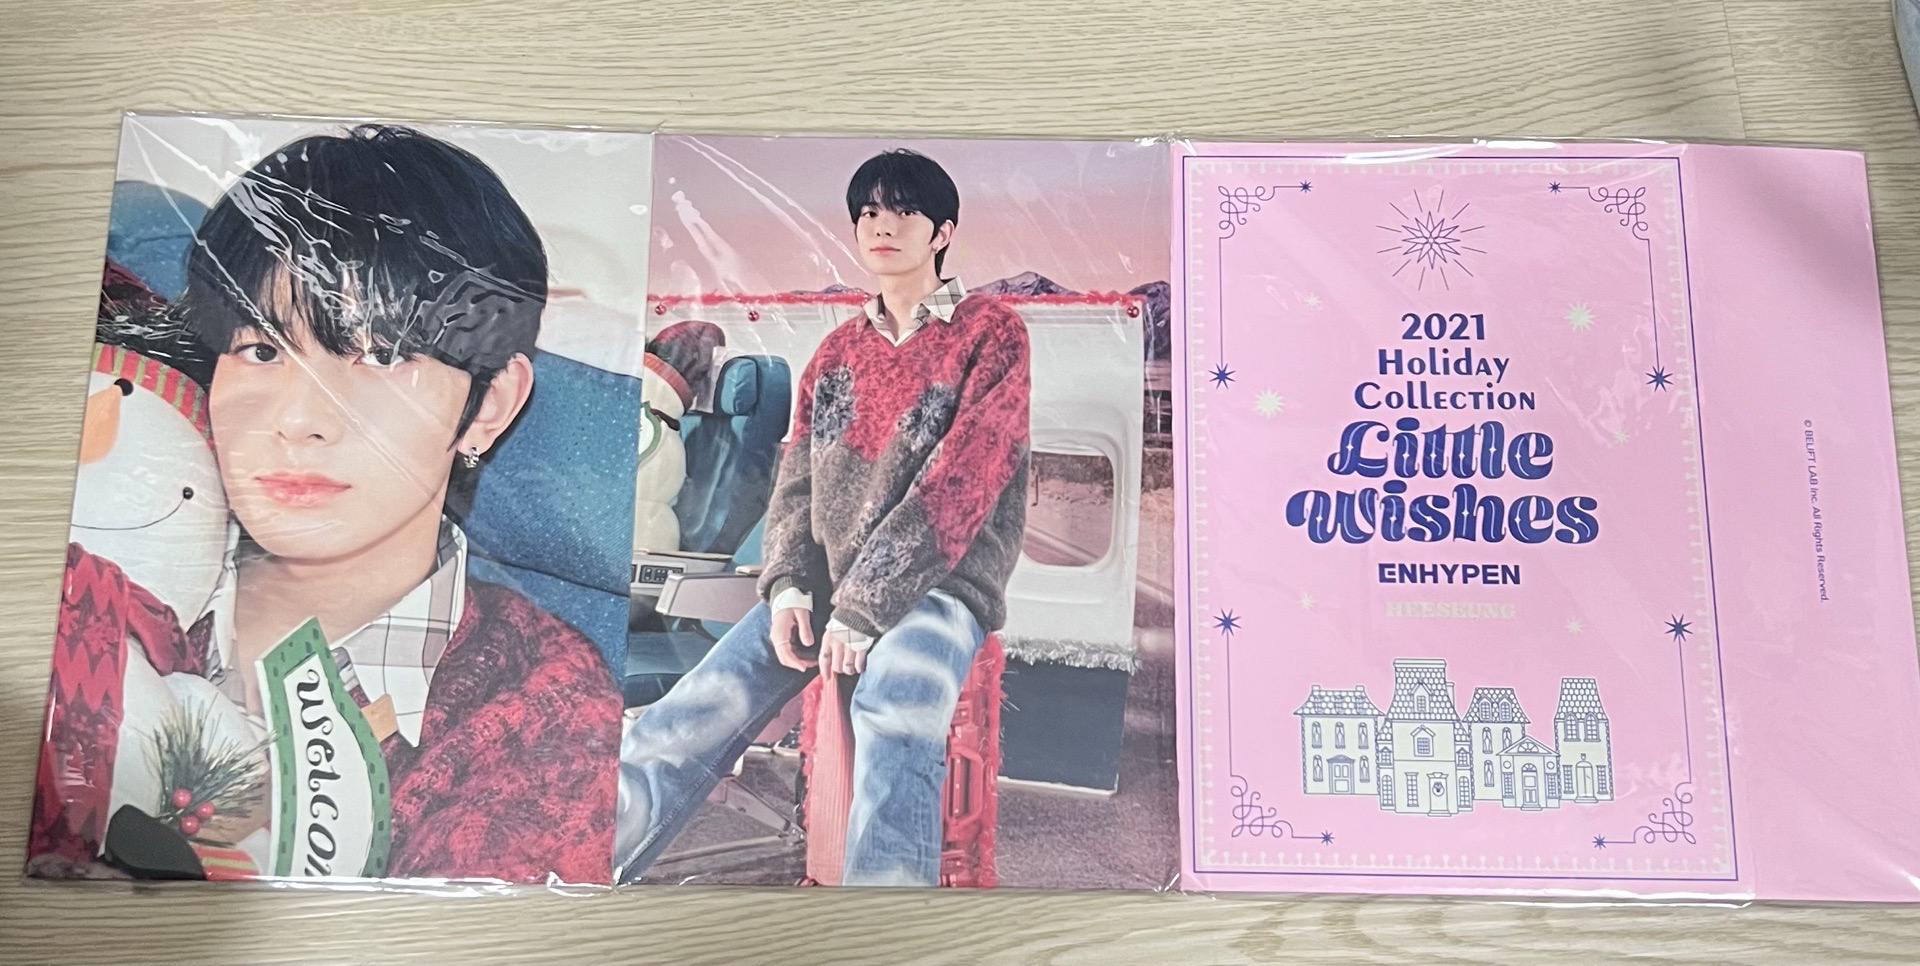 Welcom
2021
Holiday
Collection
Little
Wishes
ENHYPEN
HEESEUNG
© BELIFT LAB Inc. All Rights Reserved.